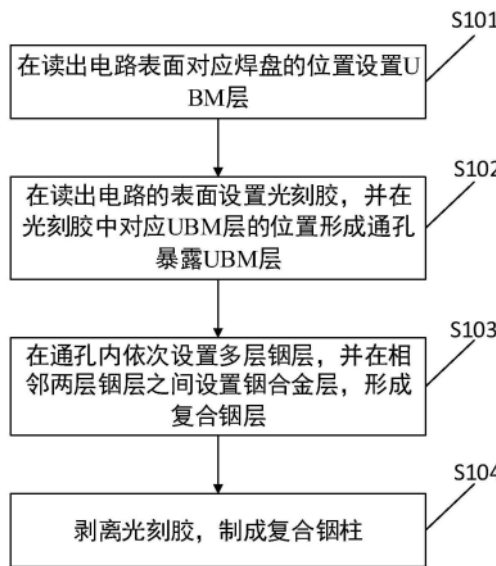 S101
在读出电路表面对应焊盘的位置设置U
BM层
S102
在读出电路的表面设置光刻胶，并在
光刻胶中对应UBM层的位置形成通孔
暴露UBM层
S103
在通孔内依次设置多层铟层，并在相
邻两层铟层之间设置铟合金层，形成
复合铟层
S104
剥离光刻胶，制成复合铟柱